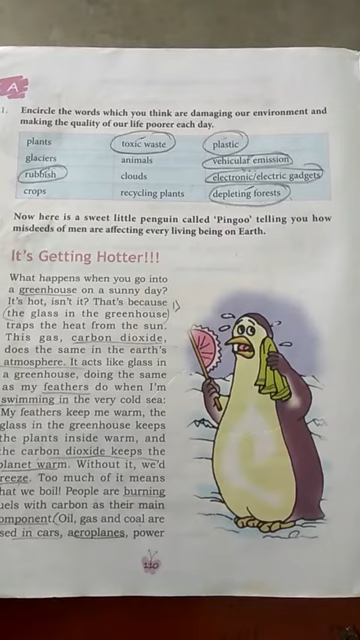 A
1. Encircle the words which you think are damaging our environment and
making the quality of our life poorer each day.
plants toxic waste plastic
glaciers animals vehicular emission
rubbish clouds electronic/electric gadgets
crops recycling plants depleting forests
Now here is a sweet little penguin called 'Pingoo' telling you how
misdeeds of men are affecting every living being on Earth.
It's Getting Hotter!!!
What happens when you go into
a greenhouse on a sunny day?
It's hot, isn't it? That's because
the glass in the greenhouse
traps the heat from the sun.
This gas, carbon dioxide,
does the same in the earth's
atmosphere. It acts like glass in
a greenhouse, doing the same
as my feathers do when I'm
swimming in the very cold sea:
My feathers keep me warm, the
glass in the greenhouse keeps
the plants inside warm, and
the carbon dioxide keeps the
planet warm. Without it, we'd
reeze. Too much of it means
hat we boil! People are burning
uels with carbon as their main
omponent (Oil, gas and coal are
sed in cars, aeroplanes, power
110